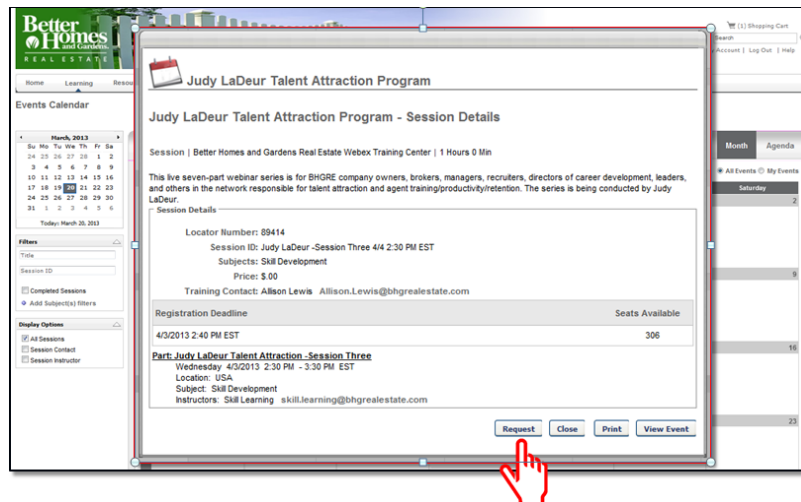 Better
Homes
and Gardens
REAL ESTATE
(1) Shopping Cart
Search
Account | Log Out | Help
Home Learning
Events Calendar
March, 2013
Su Mo Tu We Th Fr Sa
24 25 26 27 28 1 2
3 4 5 6 7 8 9
10 11 12 13 14 15 16
17 18 19 20 21 22 23
24 25 26 27 28 29 30
31 1 2 3 4 5 6
Today: March 20, 2013
Filters
Title
Session ID
Completed Sessions
Add Subject(s) filters
Display Options
All Sessions
Session Contact
Session Instructor
Judy LaDeur Talent Attraction Program
Judy LaDeur Talent Attraction Program - Session Details
Session | Better Homes and Gardens Real Estate Webex Training Center | 1 Hours 0 Min
This live seven-part webinar series is for BHGRE company owners, brokers, managers, recruiters, directors of career development, leaders,
and others in the network responsible for talent attraction and agent training/productivity/retention. The series is being conducted by Judy
LaDeur.
Session Details
Locator Number: 89414
Session ID: Judy LaDeur -Session Three 4/4 2:30 PM EST
Subjects: Skill Development
Price: $.00
Training Contact: Allison Lewis Allison.Lewis@bhgrealestate.com
Registration Deadline Seats Available
4/3/2013 2:40 PM EST 306
Part: Judy LaDeur Talent Attraction -Session Three
Wednesday 4/3/2013 2:30 PM - 3:30 PM EST
Location: USA
Subject: Skill Development
Instructors: Skill Learning skill.learning@bhgrealestate.com
Request Close Print View Event
Month Agenda
All Events My Events
Saturday
2
9
16
23